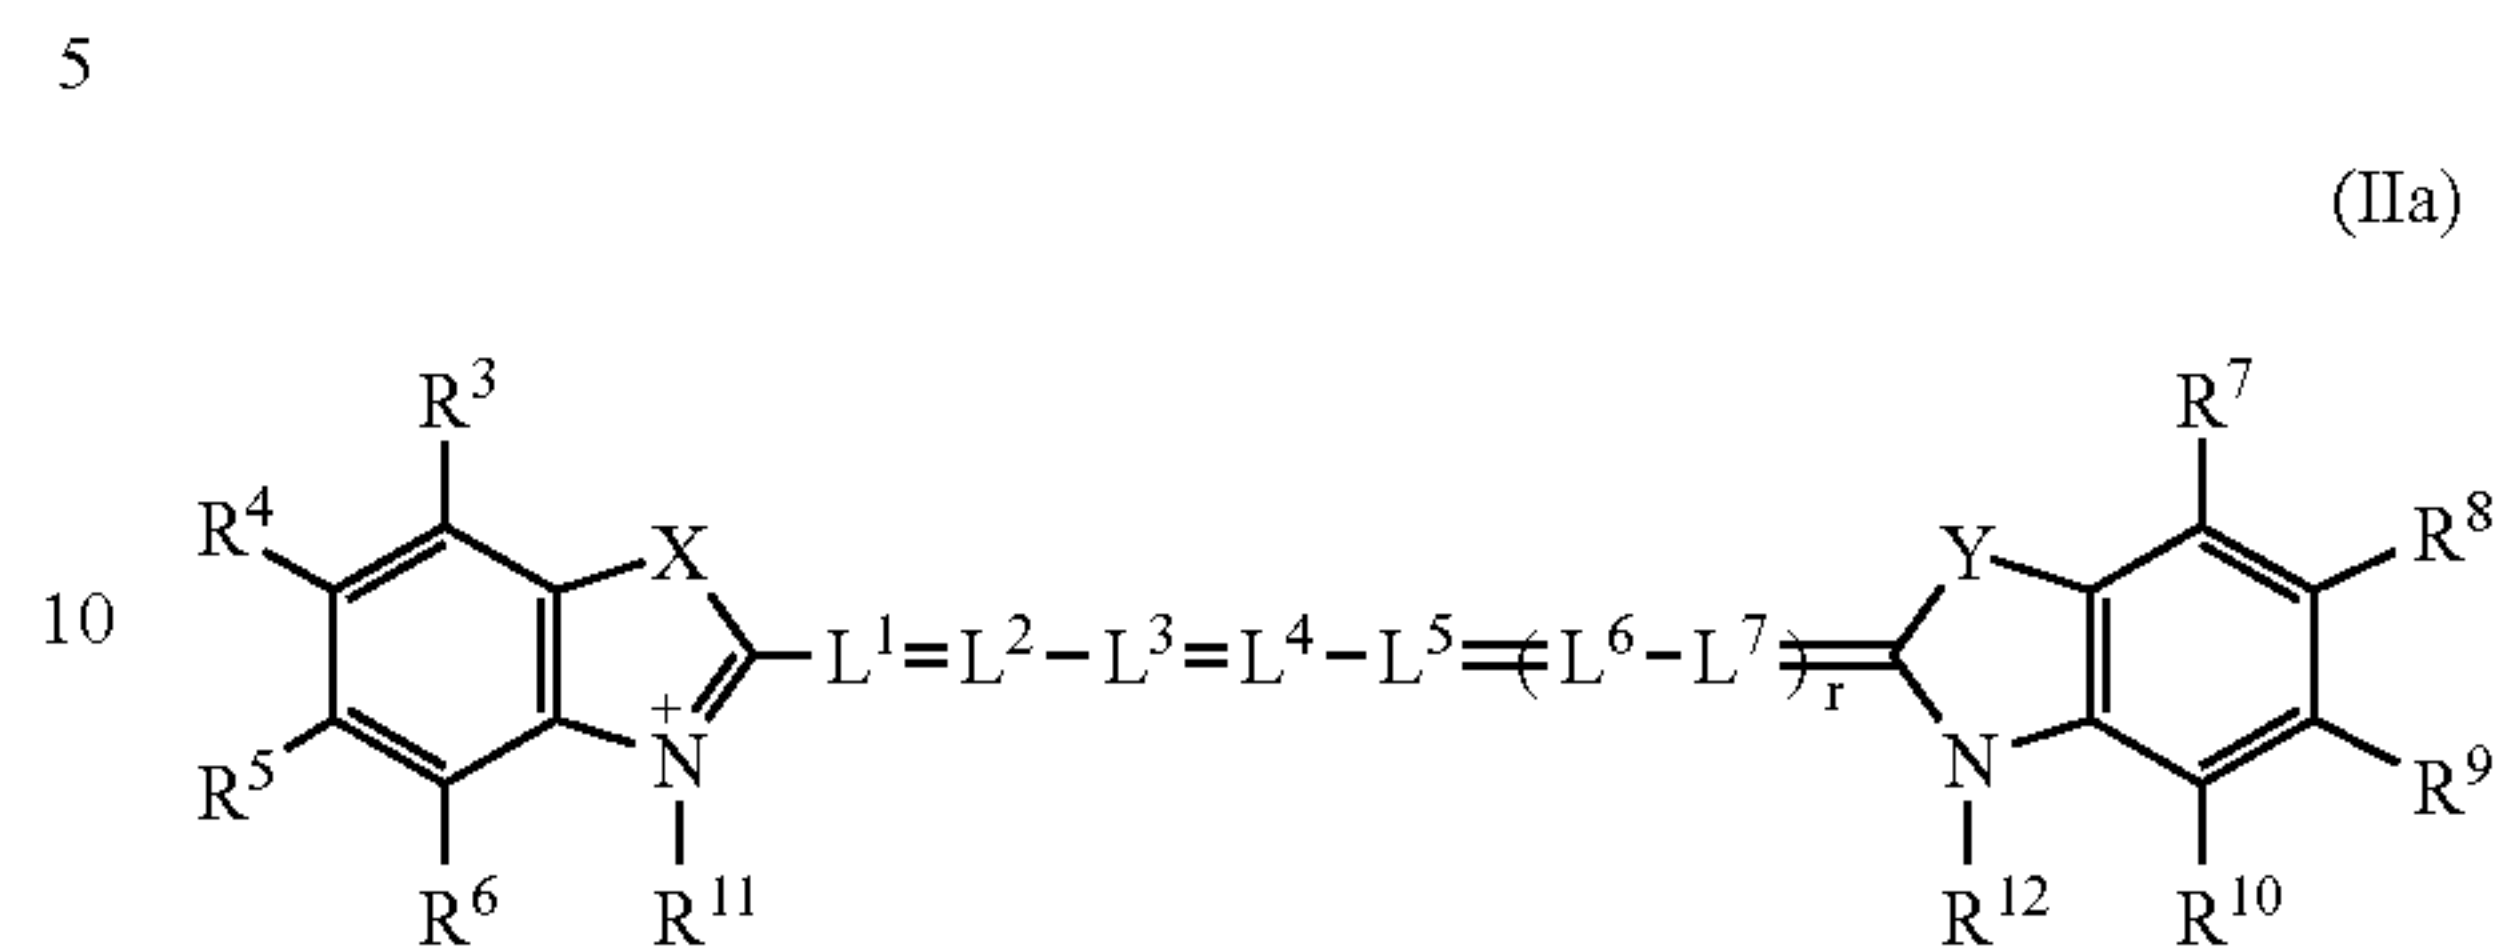 5
(IIa)
R³ R⁷
R⁴ X Y R⁸
10 L¹=L²−L³=L⁴−L⁵=(L⁶−L⁷)=r
+
R⁵ N N R⁹
R⁶ R¹¹ R¹² R¹⁰